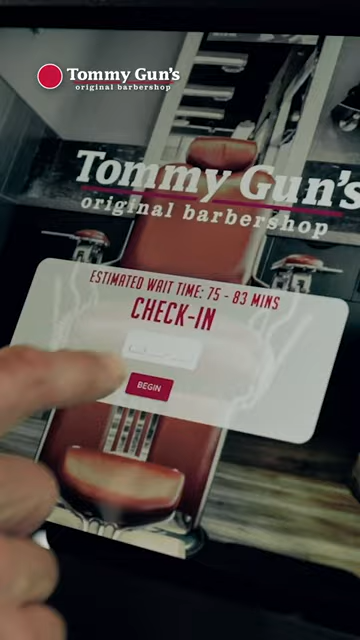 Tommy Gun's
original barbershop
Tommy Gun's
original barbershop
ESTIMATED WAIT TIME: 75 - 83 MINS
CHECK-IN
BEGIN